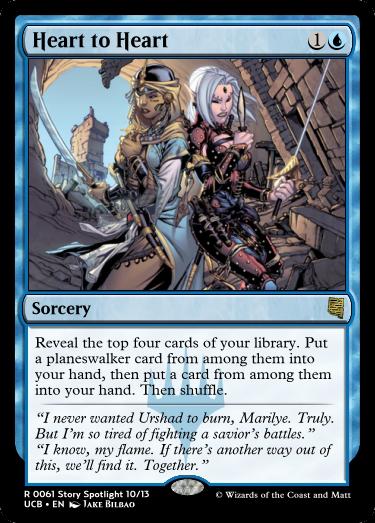 Heart to Heart 1
Sorcery
Reveal the top four cards of your library. Put
a planeswalker card from among them into
your hand, then put a card from among them
into your hand. Then shuffle.
“I never wanted Urshad to burn, Marilye. Truly.
But I’m so tired of fighting a savior’s battles.”
“I know, my flame. If there’s another way out of
this, we’ll find it. Together.”
R 0061 Story Spotlight 10/13
UCB • EN JAKE BILBAO
© Wizards of the Coast and Matt